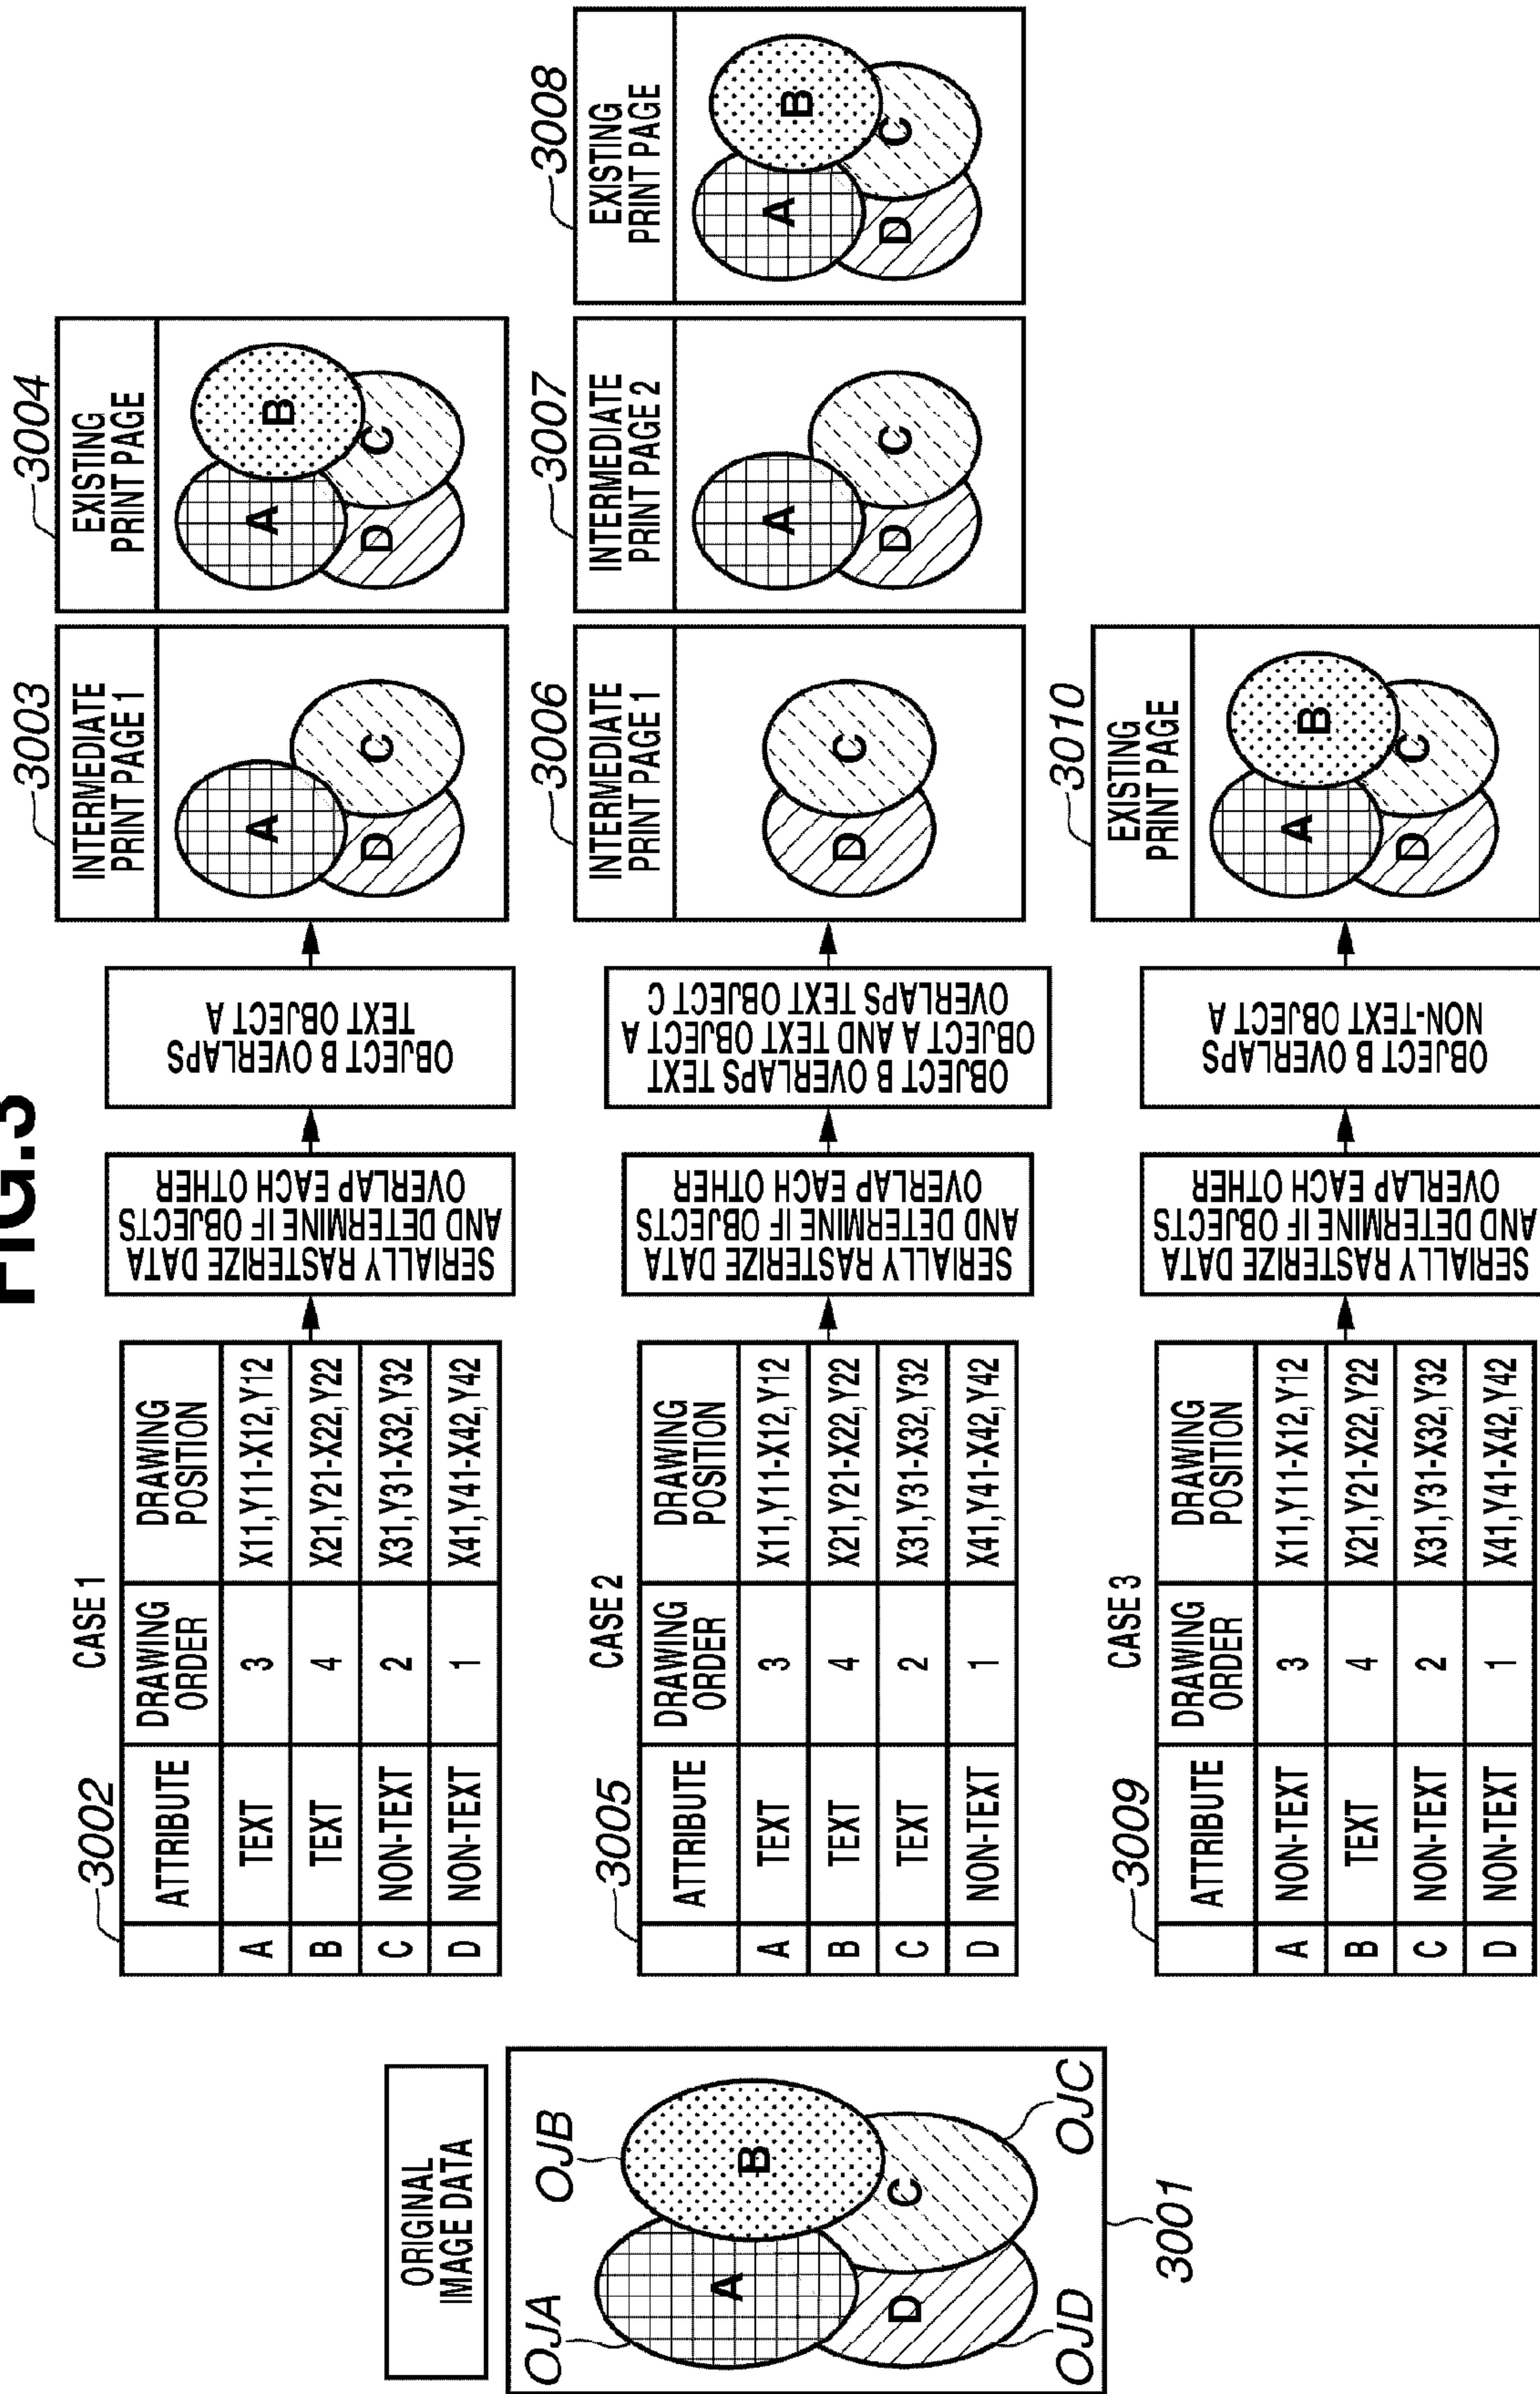 FIG.3
ORIGINAL
IMAGE DATA
OJA
OJB
A
B
D
C
OJD
OJC
3001
CASE 1
3002
ATTRIBUTE
DRAWING
ORDER
DRAWING
POSITION
A TEXT 3 X11,Y11-X12,Y12
B TEXT 4 X21,Y21-X22,Y22
C NON-TEXT 2 X31,Y31-X32,Y32
D NON-TEXT 1 X41,Y41-X42,Y42
SERIALLY RASTERIZE DATA
AND DETERMINE IF OBJECTS
OVERLAP EACH OTHER
OBJECT B OVERLAPS
TEXT OBJECT A
3003
INTERMEDIATE
PRINT PAGE 1
A
D
C
3004
EXISTING
PRINT PAGE
A
B
D
C
CASE 2
3005
ATTRIBUTE
DRAWING
ORDER
DRAWING
POSITION
A TEXT 3 X11,Y11-X12,Y12
B TEXT 4 X21,Y21-X22,Y22
C TEXT 2 X31,Y31-X32,Y32
D NON-TEXT 1 X41,Y41-X42,Y42
SERIALLY RASTERIZE DATA
AND DETERMINE IF OBJECTS
OVERLAP EACH OTHER
OBJECT B OVERLAPS TEXT
OBJECT A AND TEXT OBJECT A
OVERLAPS TEXT OBJECT C
3006
INTERMEDIATE
PRINT PAGE 1
D
C
3007
INTERMEDIATE
PRINT PAGE 2
A
D
C
3008
EXISTING
PRINT PAGE
A
B
D
C
CASE 3
3009
ATTRIBUTE
DRAWING
ORDER
DRAWING
POSITION
A NON-TEXT 3 X11,Y11-X12,Y12
B TEXT 4 X21,Y21-X22,Y22
C NON-TEXT 2 X31,Y31-X32,Y32
D NON-TEXT 1 X41,Y41-X42,Y42
SERIALLY RASTERIZE DATA
AND DETERMINE IF OBJECTS
OVERLAP EACH OTHER
OBJECT B OVERLAPS
NON-TEXT OBJECT A
3010
EXISTING
PRINT PAGE
A
B
D
C